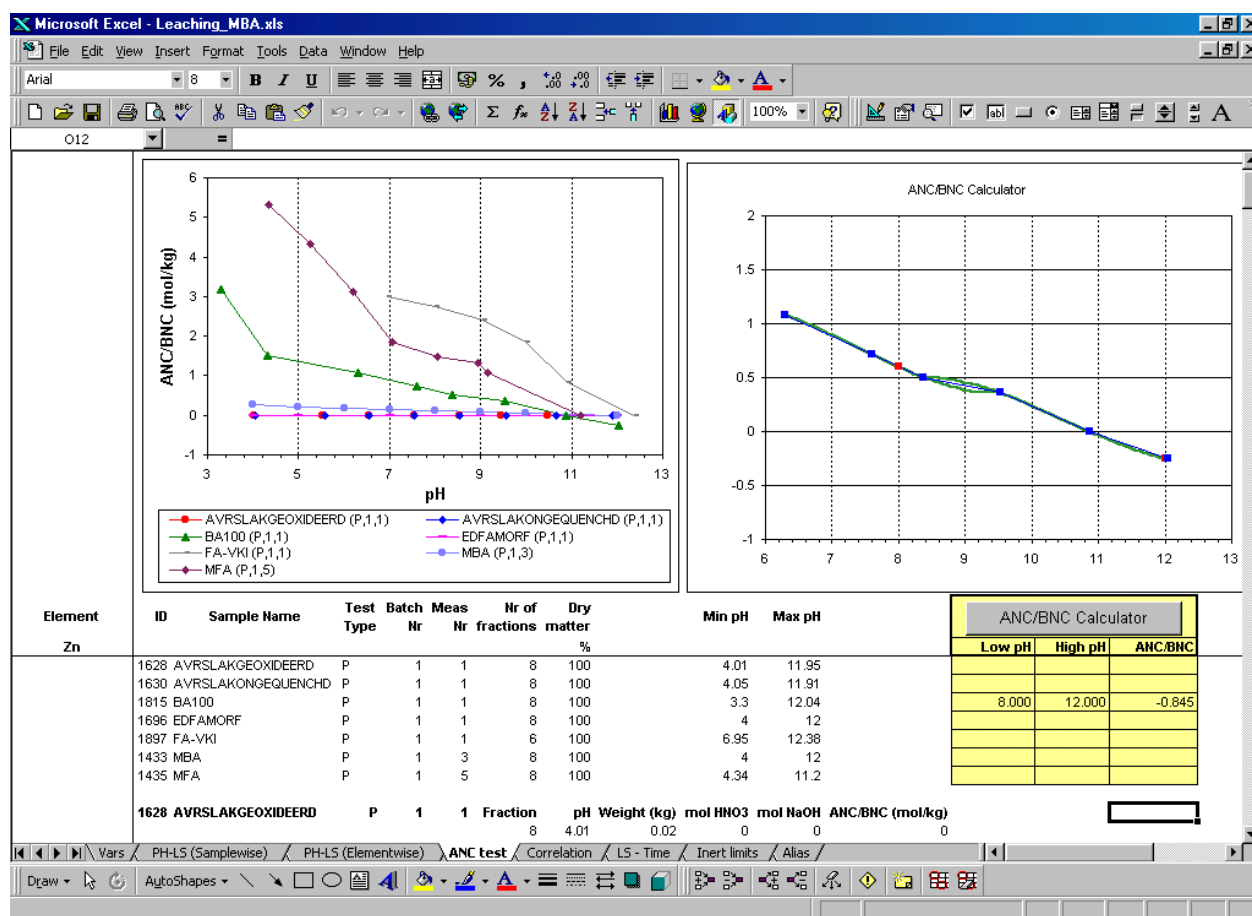 Microsoft Excel - Leaching_MBA.xls
File Edit View Insert Format Tools Data Window Help
Arial 8 B I U % ,
ABC Σ fx 100% ab| A
O12 =
ANC/BNC (mol/kg)
6
5
4
3
2
1
0
-1
3 5 7 9 11 13
pH
AVRSLAKGEOXIDEERD (P,1,1) AVRSLAKONGEQUENCHD (P,1,1)
BA100 (P,1,1) EDFAMORF (P,1,1)
FA-VKI (P,1,1) MBA (P,1,3)
MFA (P,1,5)
ANC/BNC Calculator
2
1.5
1
0.5
0
-0.5
-1
6 7 8 9 10 11 12 13
Element ID Sample Name Test Type Batch Nr Meas Nr Nr of fractions Dry matter Min pH Max pH ANC/BNC Calculator
Zn % Low pH High pH ANC/BNC
1628 AVRSLAKGEOXIDEERD P 1 1 8 100 4.01 11.95
1630 AVRSLAKONGEQUENCHD P 1 1 8 100 4.05 11.91
1815 BA100 P 1 1 8 100 3.3 12.04 8.000 12.000 -0.845
1696 EDFAMORF P 1 1 8 100 4 12
1897 FA-VKI P 1 1 6 100 6.95 12.38
1433 MBA P 1 3 8 100 4 12
1435 MFA P 1 5 8 100 4.34 11.2
1628 AVRSLAKGEOXIDEERD P 1 1 Fraction pH Weight (kg) mol HNO3 mol NaOH ANC/BNC (mol/kg)
8 4.01 0.02 0 0 0
Vars PH-LS (Samplewise) PH-LS (Elementwise) ANC test Correlation LS - Time Inert limits Alias
Draw AutoShapes A